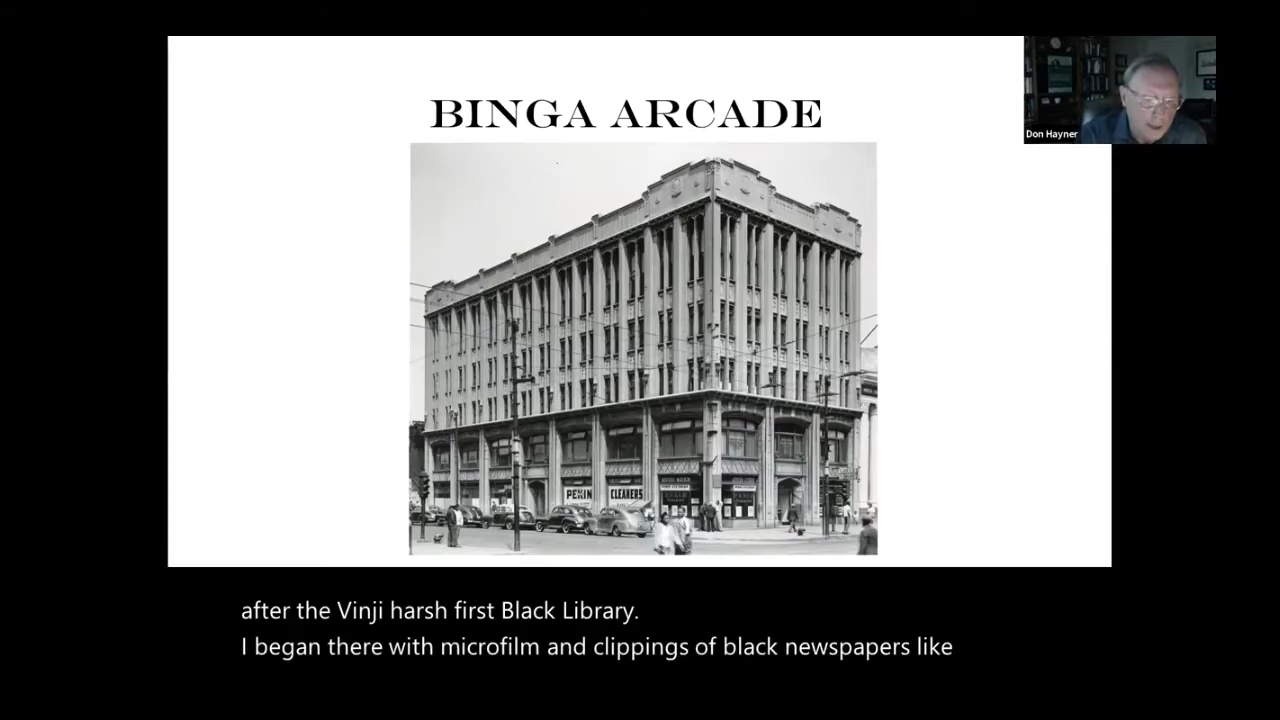 BINGA ARCADE
Don Hayner
PEKIN CLEANERS
after the Vinji harsh first Black Library.
I began there with microfilm and clippings of black newspapers like